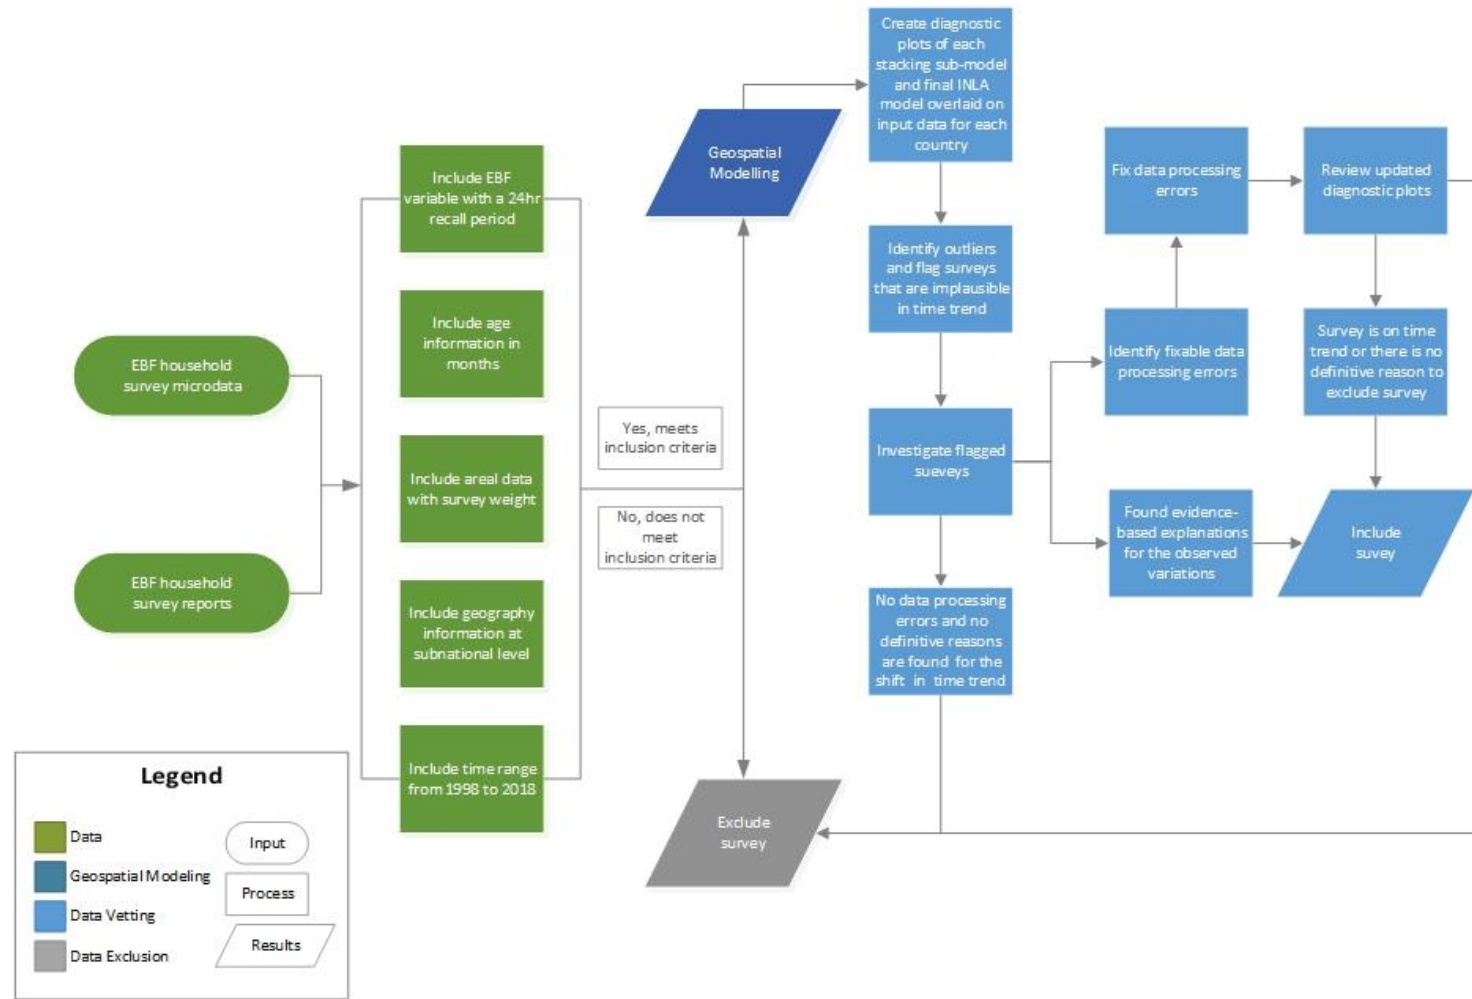 EBF household
survey microdata
EBF household
survey reports
Include EBF
variable with a 24hr
recall period
Include age
information in
months
Include areal data
with survey weight
Include geography
information at
subnational level
Include time range
from 1998 to 2018
Yes, meets
inclusion criteria
No, does not
meet
inclusion criteria
Geospatial
Modelling
Exclude
survey
Create diagnostic
plots of each
stacking sub-model
and final INLA
model overlaid on
input data for each
country
Identify outliers
and flag surveys
that are implausible
in time trend
Investigate flagged
sueveys
No data processing
errors and no
definitive reasons
are found for the
shift in time trend
Fix data processing
errors
Identify fixable data
processing errors
Found evidence-
based explanations
for the observed
variations
Review updated
diagnostic plots
Survey is on time
trend or there is no
definitive reason to
exclude survey
Include
suvey
Legend
Data
Geospatial Modeling
Data Vetting
Data Exclusion
Input
Process
Results